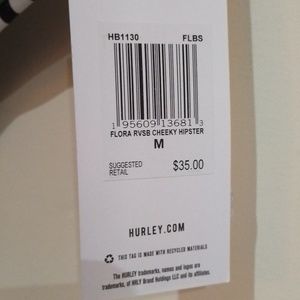 HB1130 FLBS
1 95609 13681 3
FLORA RVSB CHEEKY HIPSTER
M
SUGGESTED
RETAIL
$35.00
HURLEY.COM
THIS TAG IS MADE WITH RECYCLED MATERIALS
The HURLEY trademarks, names and logos are
trademarks of HRLY Brand Holdings LLC and its affiliates.